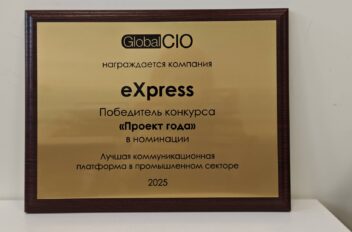 GlobalCIO
награждается компания
eXpress
Победитель конкурса
«Проект года»
в номинации
Лучшая коммуникационная
платформа в промышленном секторе
2025